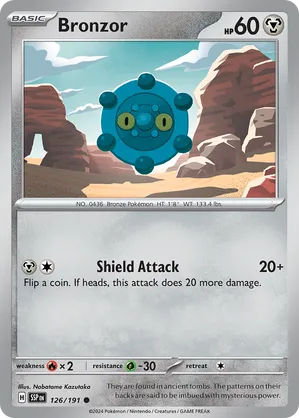 BASIC
Bronzor
HP 60
NO. 0436 Bronze Pokémon HT: 1'8" WT: 133.4 lbs.
Shield Attack 20+
Flip a coin. If heads, this attack does 20 more damage.
weakness ×2 resistance -30 retreat
Illus. Nobotame Kazutaka
H SSP EN 126/191
They are found in ancient tombs. The patterns
on their backs are said to be
imbued with mysterious power.
©2024 Pokémon / Nintendo / Creatures / GAME FREAK